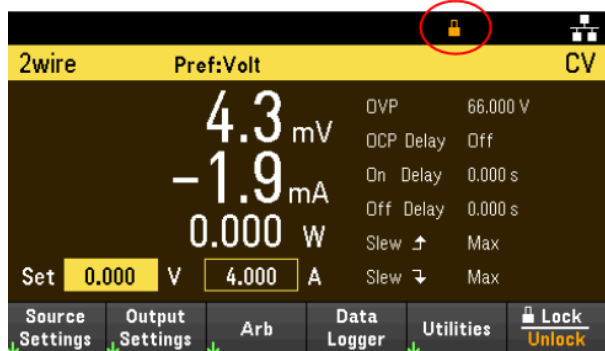 2wire Pref:Volt CV
4.3 mV
-1.9 mA
0.000 W
Set 0.000 V 4.000 A
OVP 66.000 V
OCP Delay Off
On Delay 0.000 s
Off Delay 0.000 s
Slew Max
Slew Max
Source Settings
Output Settings
Arb
Data Logger
Utilities
Lock
Unlock